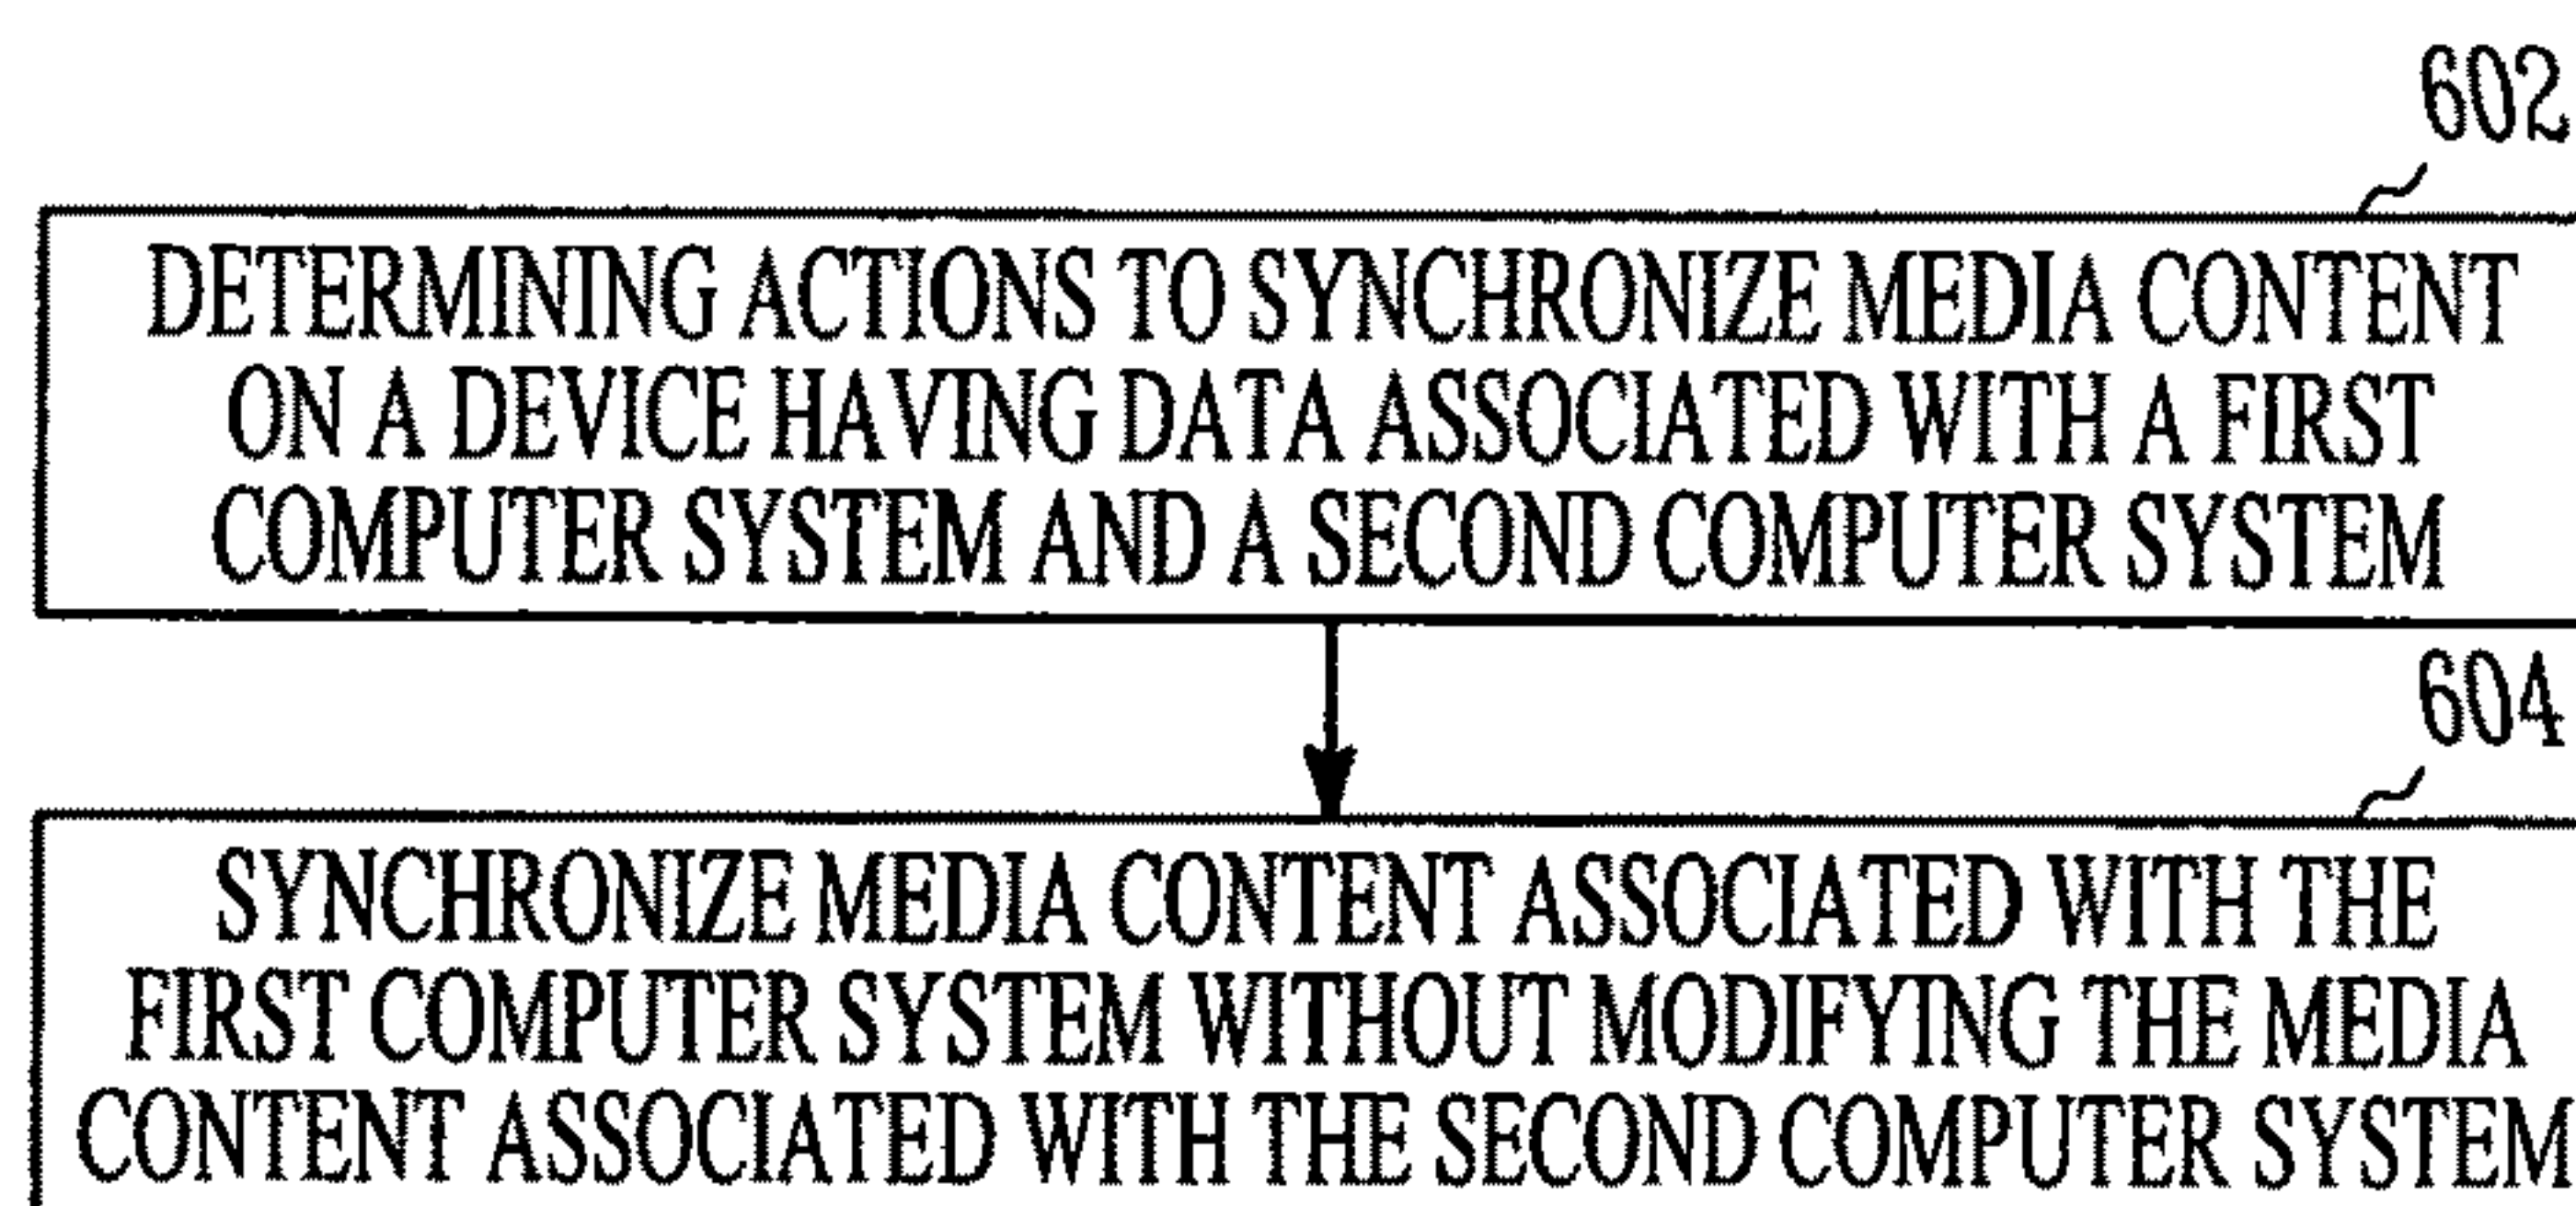 602
DETERMINING ACTIONS TO SYNCHRONIZE MEDIA CONTENT
ON A DEVICE HAVING DATA ASSOCIATED WITH A FIRST
COMPUTER SYSTEM AND A SECOND COMPUTER SYSTEM
604
SYNCHRONIZE MEDIA CONTENT ASSOCIATED WITH THE
FIRST COMPUTER SYSTEM WITHOUT MODIFYING THE MEDIA
CONTENT ASSOCIATED WITH THE SECOND COMPUTER SYSTEM